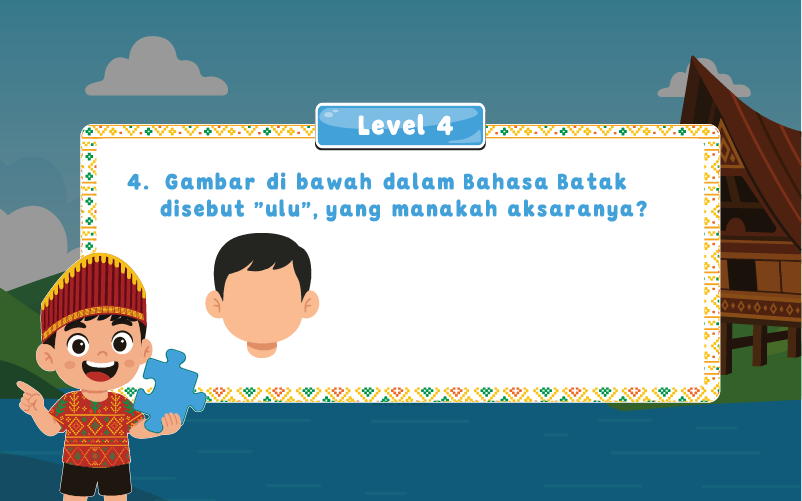 Level 4
4. Gambar di bawah dalam Bahasa Batak
disebut "ulu", yang manakah aksaranya?